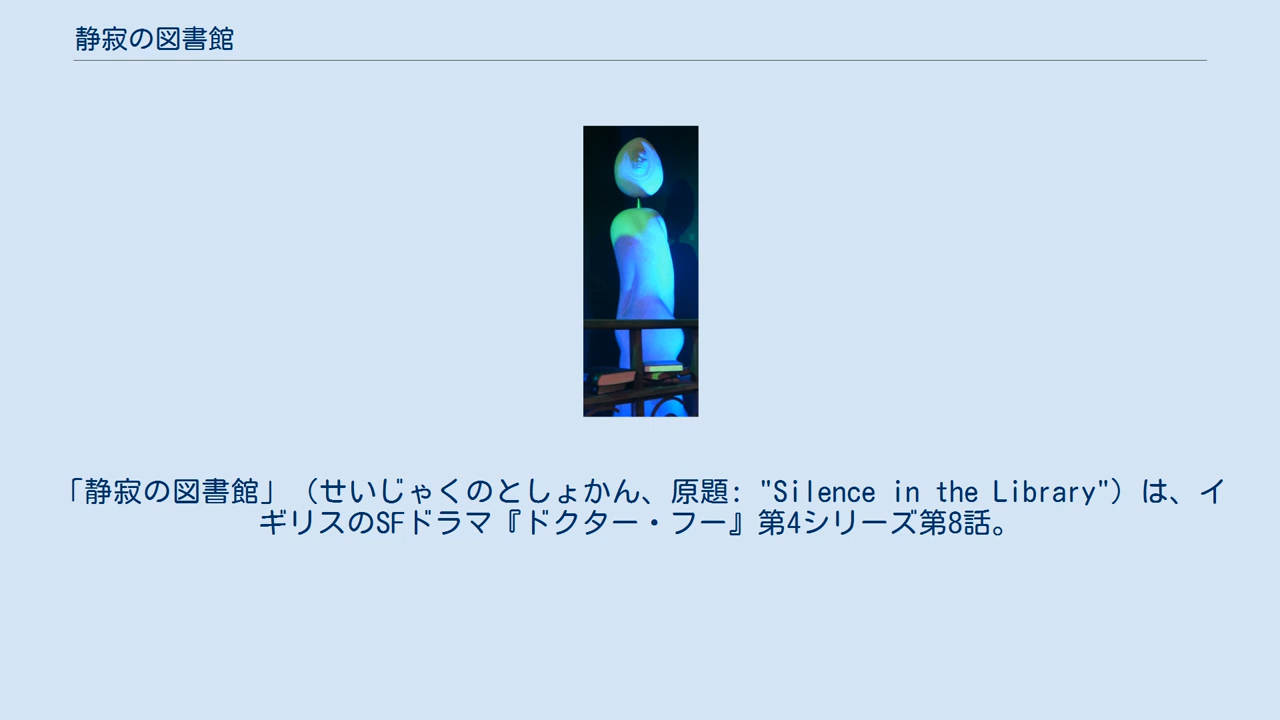 静寂の図書館
「静寂の図書館」（せいじゃくのとしょかん、原題: "Silence in the Library"）は、イ
ギリスのSFドラマ『ドクター・フー』第4シリーズ第8話。